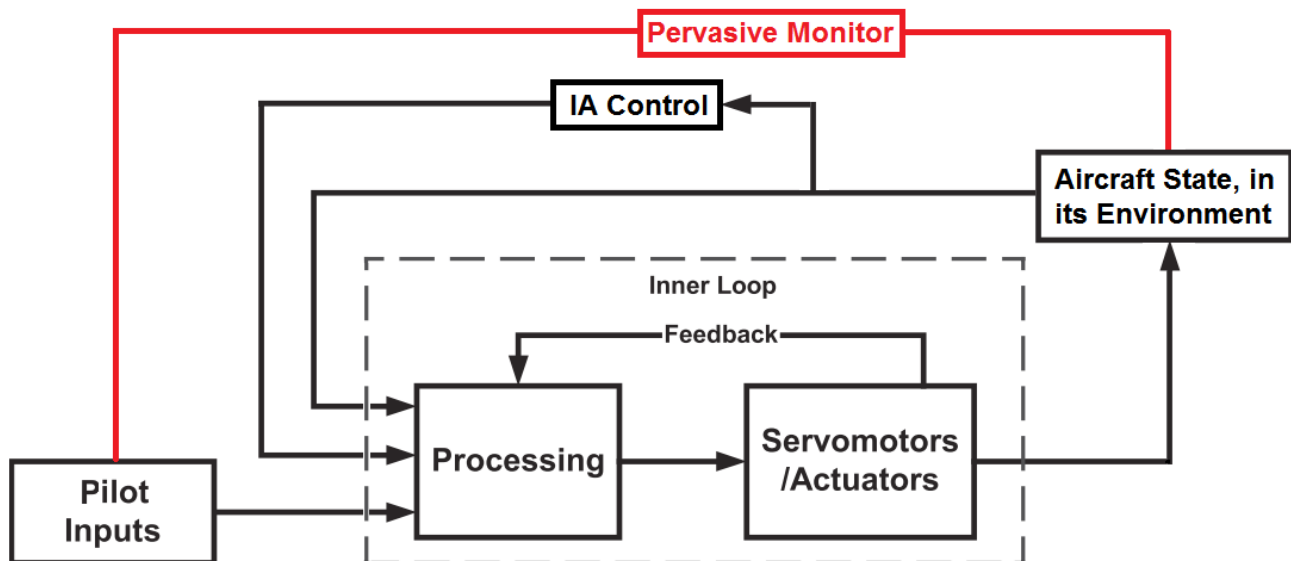 Pervasive Monitor
IA Control
Aircraft State, in
its Environment
Inner Loop
Feedback
Processing
Servomotors
/Actuators
Pilot
Inputs